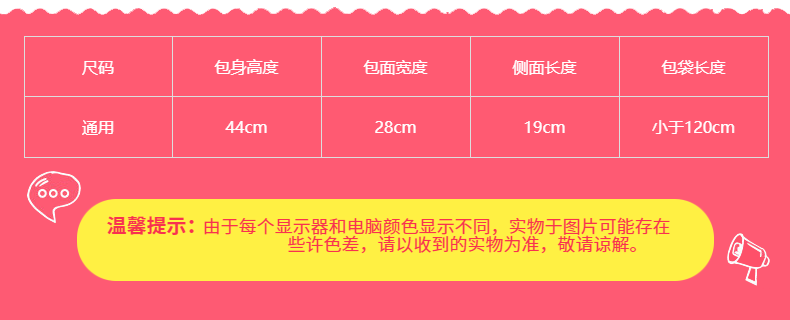 尺码 包身高度 包面宽度 侧面长度 包袋长度
通用 44cm 28cm 19cm 小于120cm
温馨提示：由于每个显示器和电脑颜色显示不同，实物于图片可能存在
些许色差，请以收到的实物为准，敬请谅解。